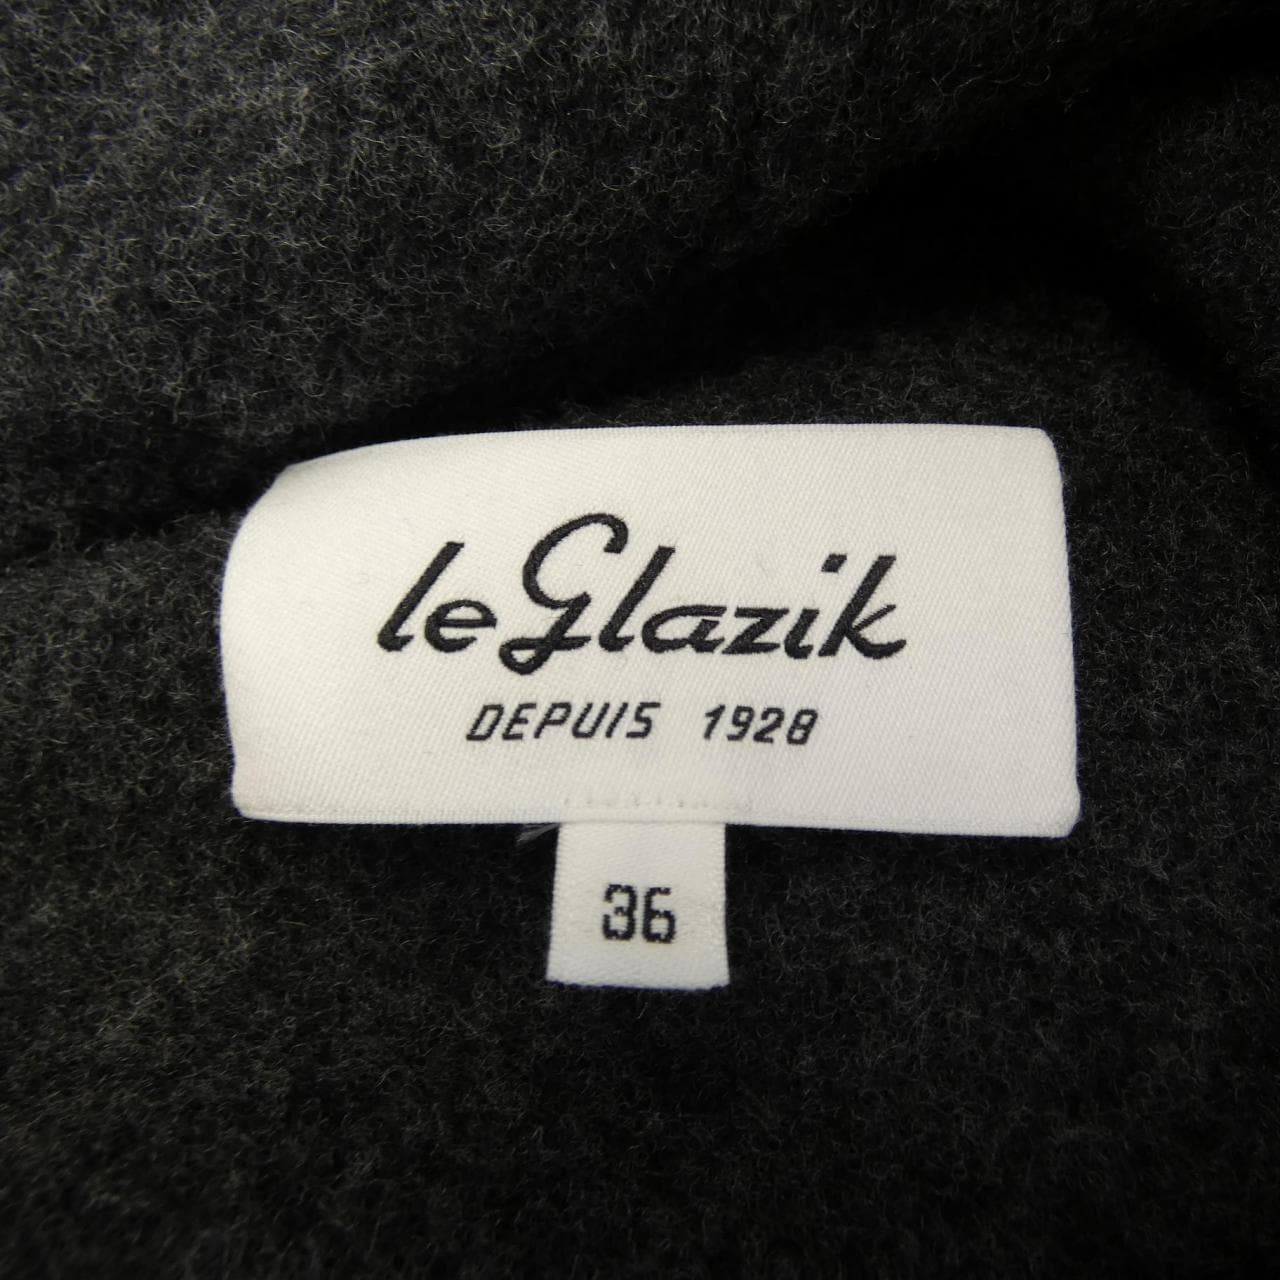 le Glazik
DEPUIS 1928
36